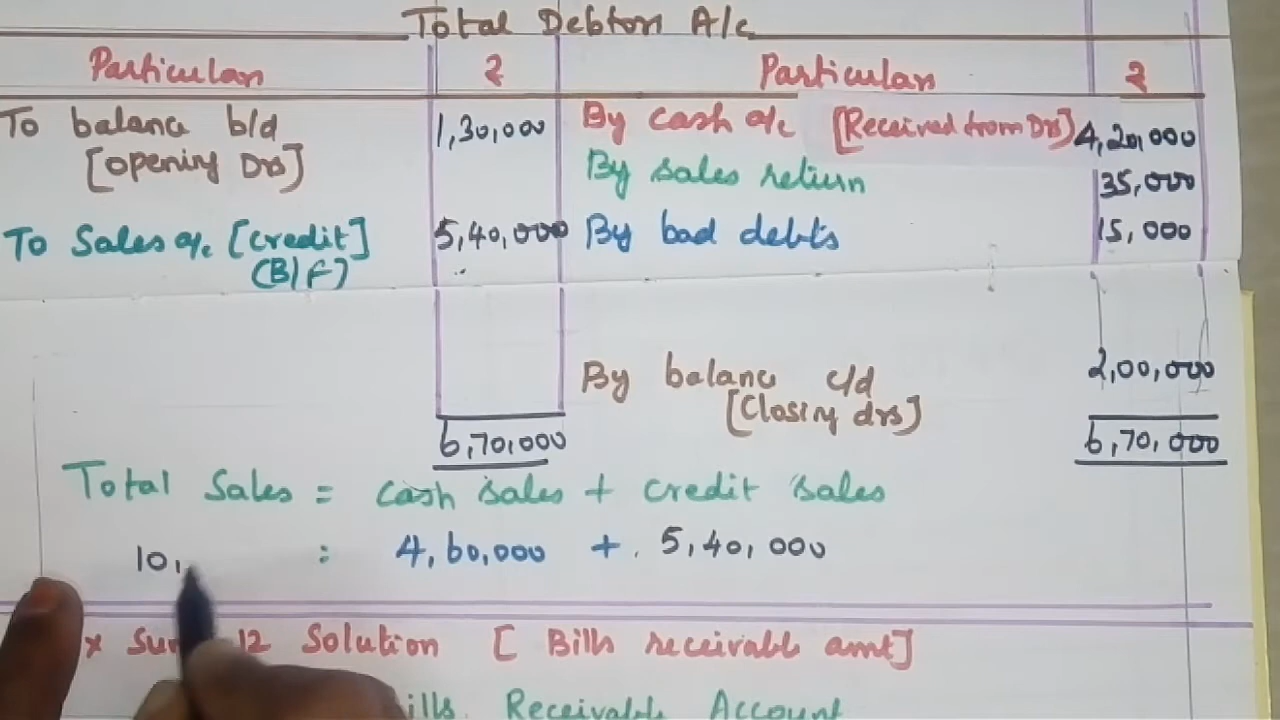 Total Debtors A/c
Particulars ₹ Particulars ₹
To balance b/d 1,30,000 By cash a/c [Received from Drs] 4,20,000
[Opening Drs] By sales return 35,000
To Sales a/c [Credit] 5,40,000 By bad debts 15,000
(B/F)
By balance c/d 2,00,000
[Closing drs]
6,70,000 6,70,000
Total Sales = cash sales + credit sales
10, : 4,60,000 + 5,40,000
x 12 Solution [Bills receivable amt]
Receivable Account